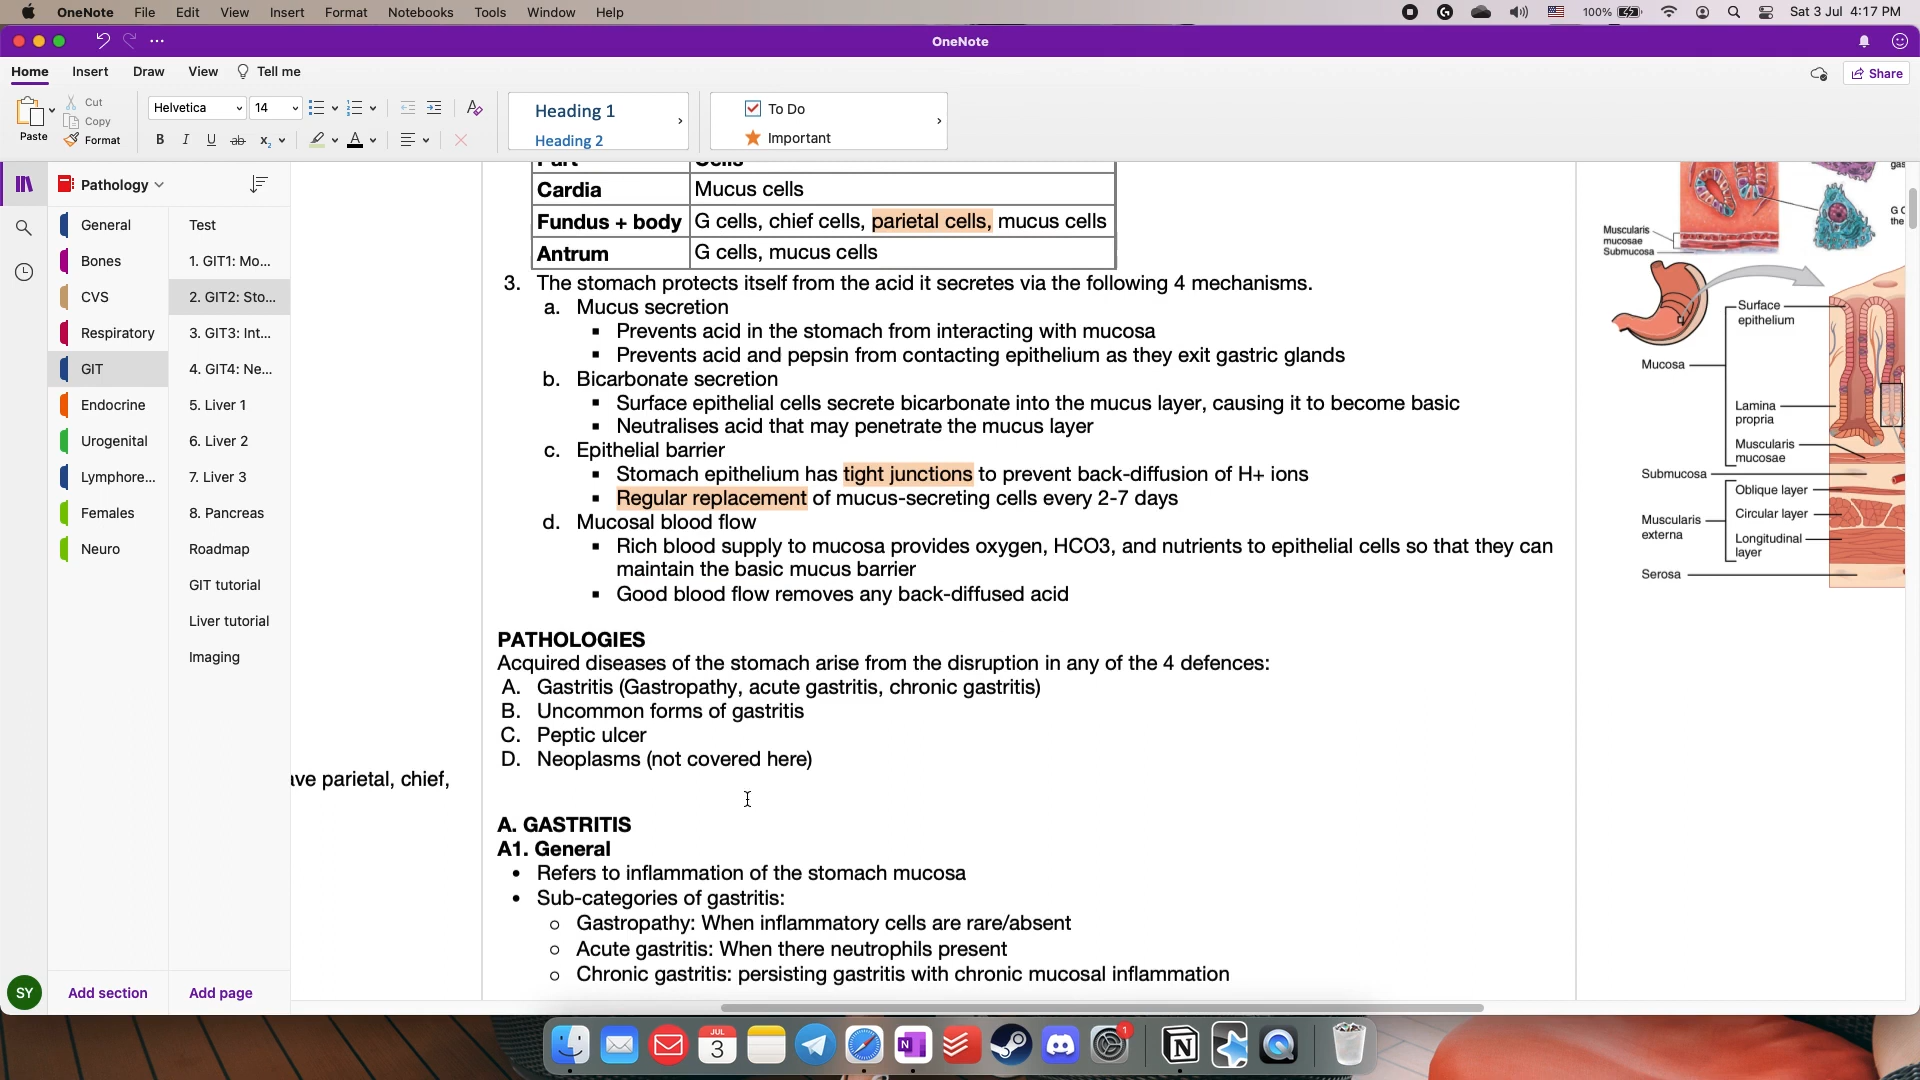 OneNote File Edit View Insert Format Notebooks Tools Window Help 100% Sat 3 Jul 4:17 PM
OneNote
Home Insert Draw View Tell me Share
Paste Cut Copy Format
Helvetica 14
B I U ab x₂ A
Heading 1
Heading 2
To Do
Important
Pathology
General
Bones
CVS
Respiratory
GIT
Endocrine
Urogenital
Lymphore...
Females
Neuro
Add section
SY
Test
1. GIT1: Mo...
2. GIT2: Sto...
3. GIT3: Int...
4. GIT4: Ne...
5. Liver 1
6. Liver 2
7. Liver 3
8. Pancreas
Roadmap
GIT tutorial
Liver tutorial
Imaging
Add page
ave parietal, chief,
Part Cells
Cardia Mucus cells
Fundus + body G cells, chief cells, parietal cells, mucus cells
Antrum G cells, mucus cells
3. The stomach protects itself from the acid it secretes via the following 4 mechanisms.
a. Mucus secretion
▪ Prevents acid in the stomach from interacting with mucosa
▪ Prevents acid and pepsin from contacting epithelium as they exit gastric glands
b. Bicarbonate secretion
▪ Surface epithelial cells secrete bicarbonate into the mucus layer, causing it to become basic
▪ Neutralises acid that may penetrate the mucus layer
c. Epithelial barrier
▪ Stomach epithelium has tight junctions to prevent back-diffusion of H+ ions
▪ Regular replacement of mucus-secreting cells every 2-7 days
d. Mucosal blood flow
▪ Rich blood supply to mucosa provides oxygen, HCO3, and nutrients to epithelial cells so that they can
maintain the basic mucus barrier
▪ Good blood flow removes any back-diffused acid
PATHOLOGIES
Acquired diseases of the stomach arise from the disruption in any of the 4 defences:
A. Gastritis (Gastropathy, acute gastritis, chronic gastritis)
B. Uncommon forms of gastritis
C. Peptic ulcer
D. Neoplasms (not covered here)
A. GASTRITIS
A1. General
• Refers to inflammation of the stomach mucosa
• Sub-categories of gastritis:
o Gastropathy: When inflammatory cells are rare/absent
o Acute gastritis: When there neutrophils present
o Chronic gastritis: persisting gastritis with chronic mucosal inflammation
gas
G C
the
Muscularis
mucosae
Submucosa
Surface
epithelium
Mucosa
Lamina
propria
Muscularis
mucosae
Submucosa
Oblique layer
Muscularis
externa
Circular layer
Longitudinal
layer
Serosa
JUL
3
N
1
N